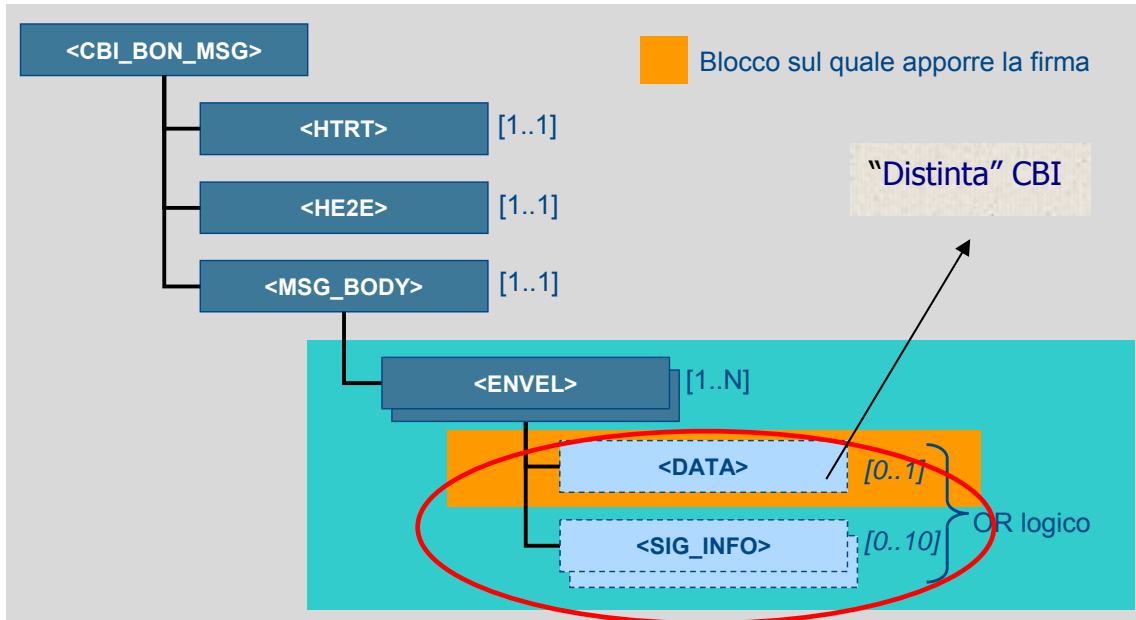 <CBI_BON_MSG>
Blocco sul quale apporre la firma
<HTRT> [1..1]
“Distinta” CBI
<HE2E> [1..1]
<MSG_BODY> [1..1]
<ENVEL> [1..N]
<DATA> [0..1]
OR logico
<SIG_INFO> [0..10]